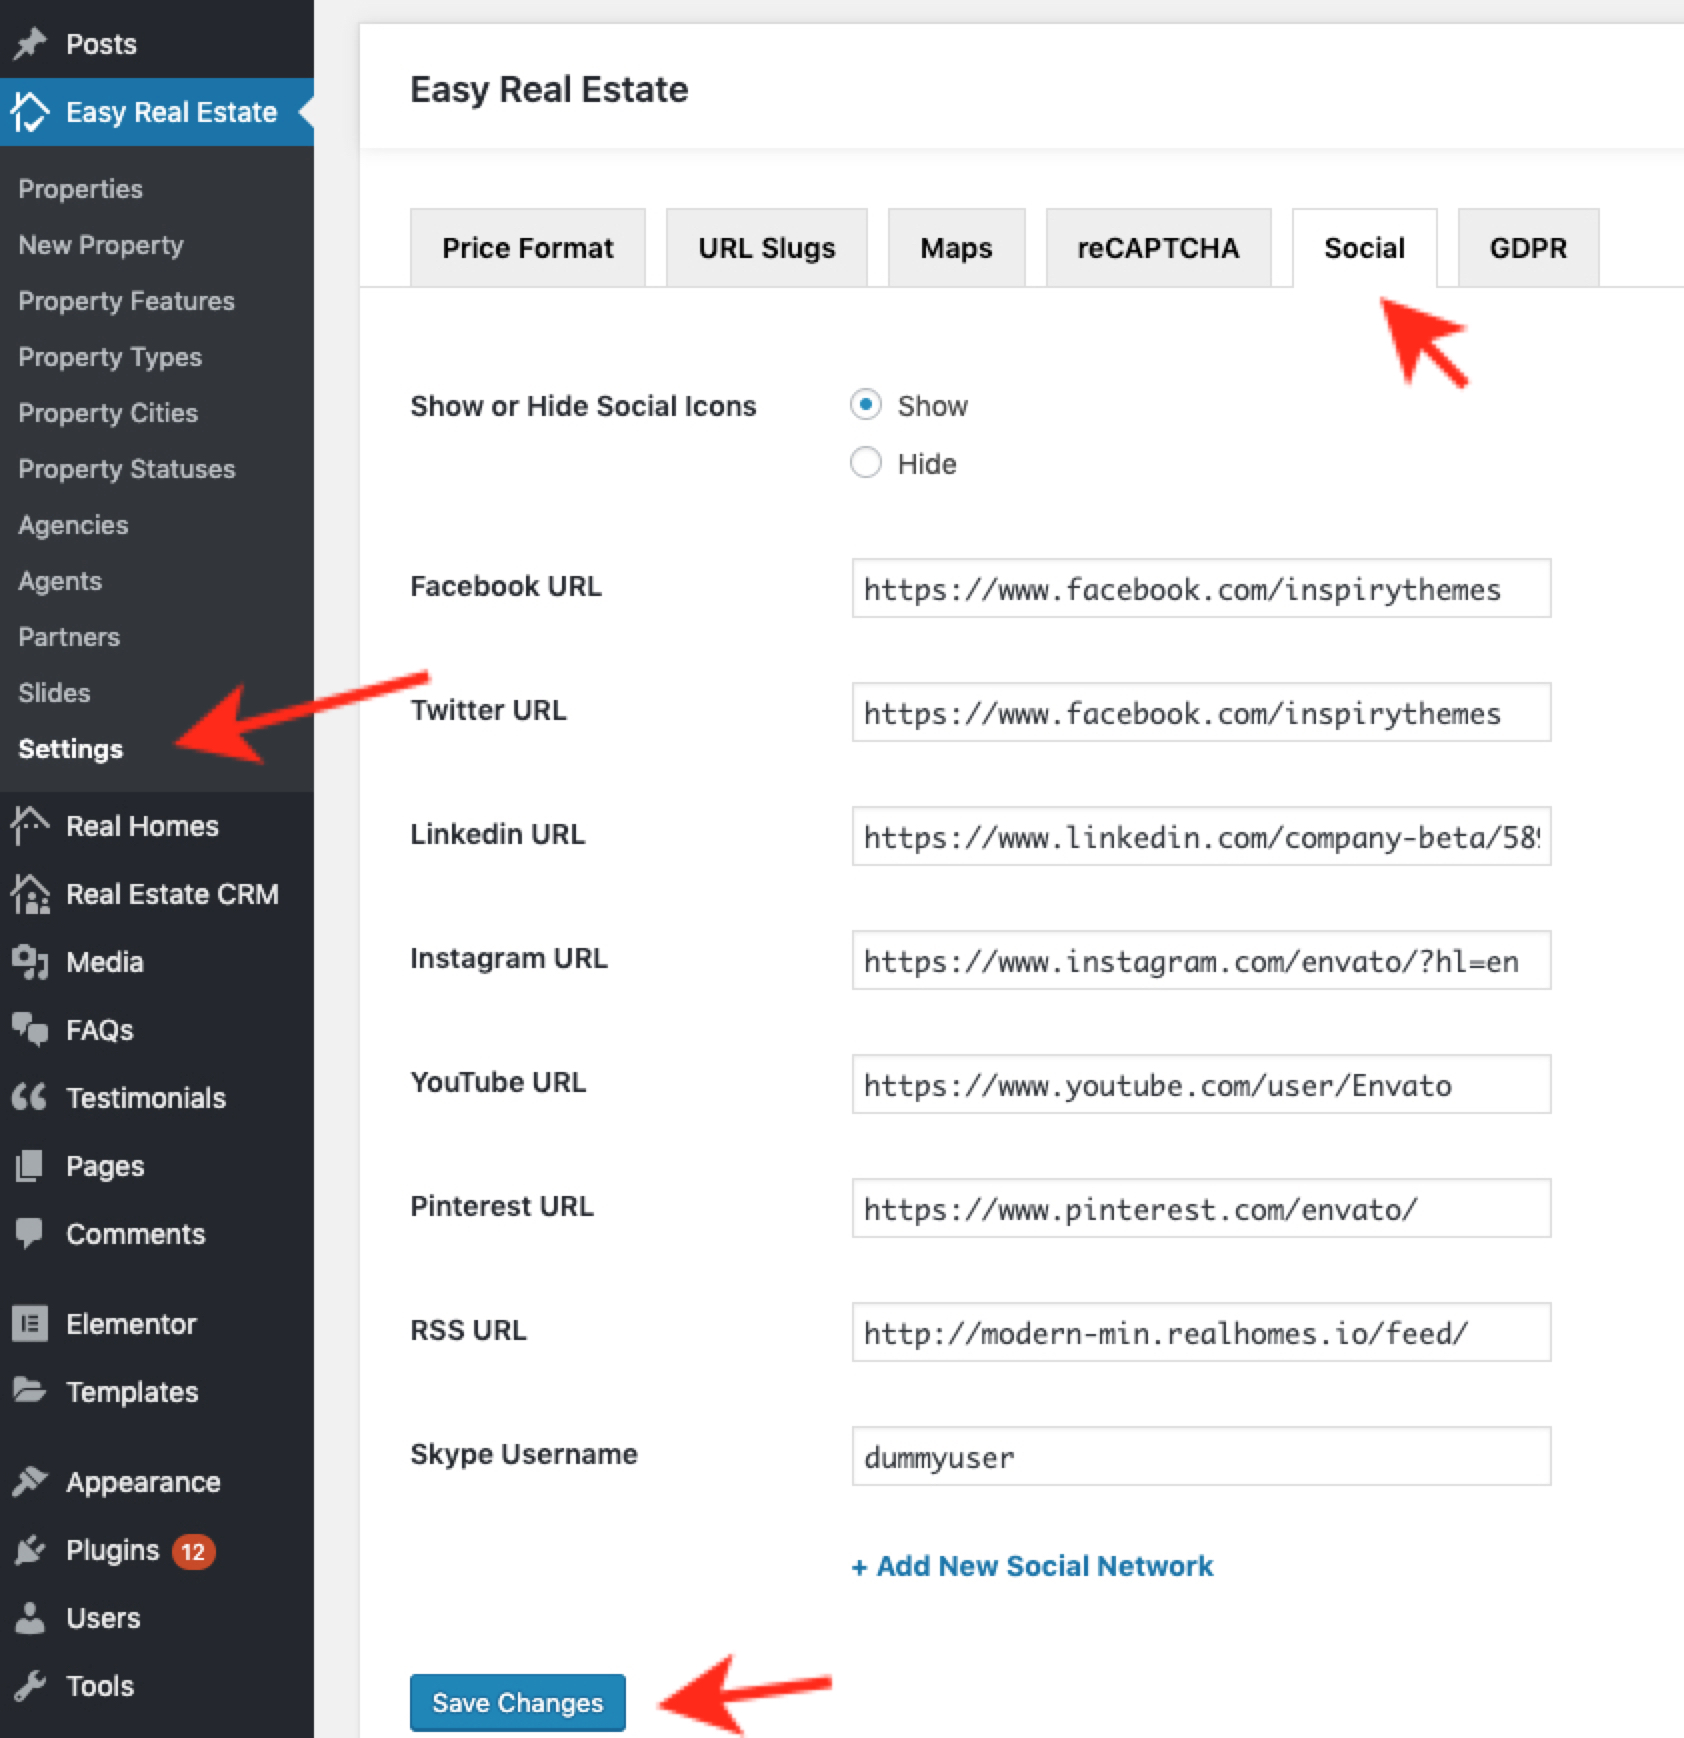 Posts
Easy Real Estate
Properties
New Property
Property Features
Property Types
Property Cities
Property Statuses
Agencies
Agents
Partners
Slides
Settings
Real Homes
Real Estate CRM
Media
FAQs
Testimonials
Pages
Comments
Elementor
Templates
Appearance
Plugins 12
Users
Tools
Easy Real Estate
Price Format URL Slugs Maps reCAPTCHA Social GDPR
Show or Hide Social Icons Show
Hide
Facebook URL https://www.facebook.com/inspirythemes
Twitter URL https://www.facebook.com/inspirythemes
Linkedin URL https://www.linkedin.com/company-beta/589
Instagram URL https://www.instagram.com/envato/?hl=en
YouTube URL https://www.youtube.com/user/Envato
Pinterest URL https://www.pinterest.com/envato/
RSS URL http://modern-min.realhomes.io/feed/
Skype Username dummyuser
+ Add New Social Network
Save Changes